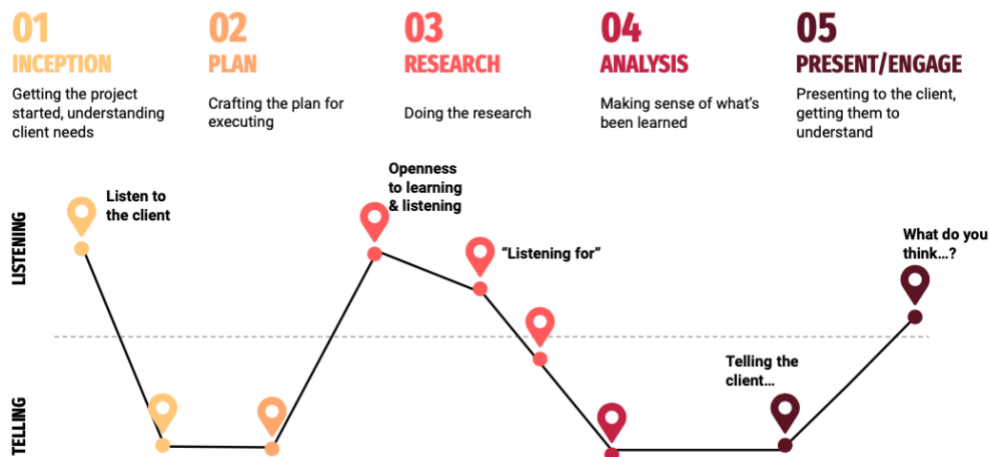 01
INCEPTION
Getting the project
started, understanding
client needs
02
PLAN
Crafting the plan for
executing
03
RESEARCH
Doing the research
04
ANALYSIS
Making sense of what's
been learned
05
PRESENT/ENGAGE
Presenting to the client,
getting them to
understand
LISTENING
Listen to
the client
Openness
to learning
& listening
“Listening for”
What do you
think…?
TELLING
Telling the
client…